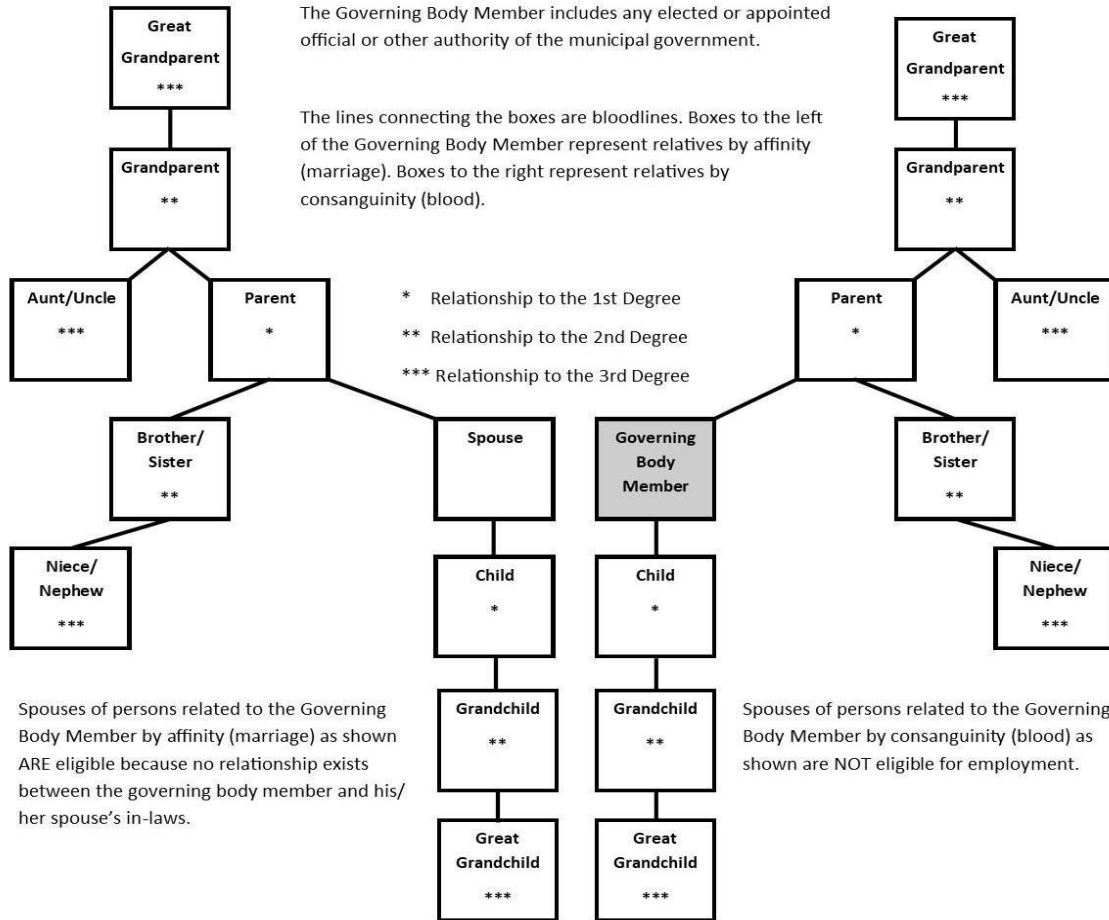 The Governing Body Member includes any elected or appointed
official or other authority of the municipal government.
Great
Grandparent
***
Great
Grandparent
***
The lines connecting the boxes are bloodlines. Boxes to the left
of the Governing Body Member represent relatives by affinity
(marriage). Boxes to the right represent relatives by
consanguinity (blood).
Grandparent
**
Grandparent
**
Aunt/Uncle
***
Parent
*
* Relationship to the 1st Degree
** Relationship to the 2nd Degree
*** Relationship to the 3rd Degree
Parent
*
Aunt/Uncle
***
Brother/
Sister
**
Spouse
Governing
Body
Member
Brother/
Sister
**
Niece/
Nephew
***
Child
*
Child
*
Niece/
Nephew
***
Spouses of persons related to the Governing
Body Member by affinity (marriage) as shown
ARE eligible because no relationship exists
between the governing body member and his/
her spouse’s in-laws.
Grandchild
**
Grandchild
**
Spouses of persons related to the Governing
Body Member by consanguinity (blood) as
shown are NOT eligible for employment.
Great
Grandchild
***
Great
Grandchild
***